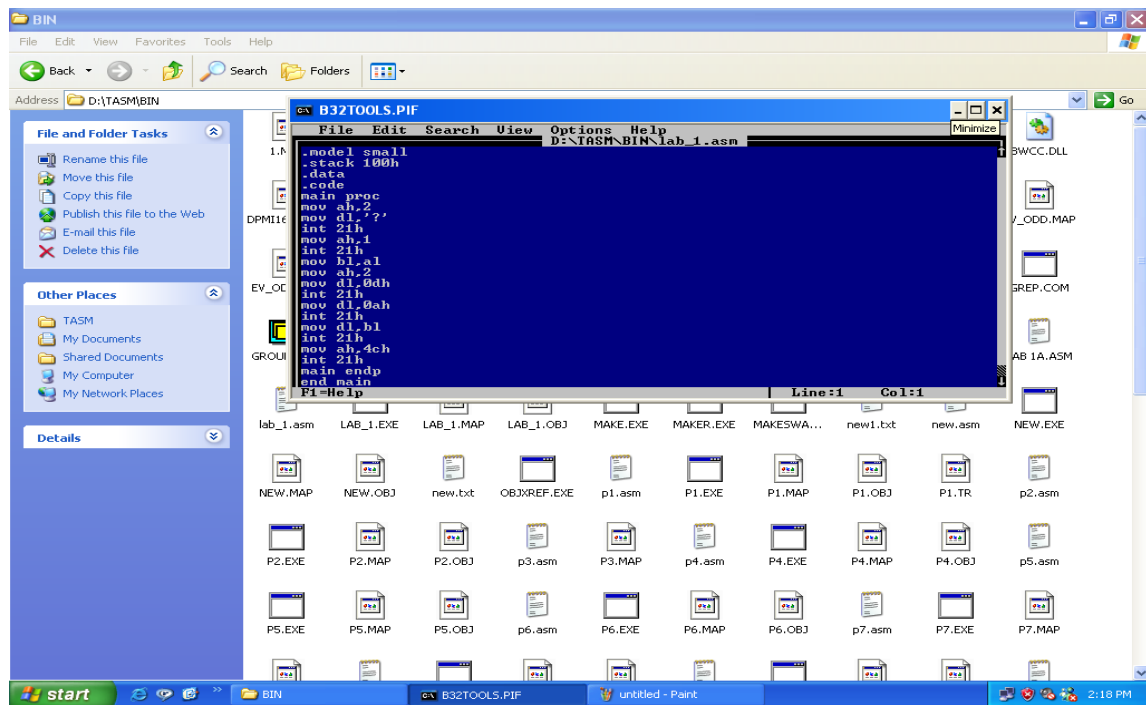 BIN
File Edit View Favorites Tools Help
Back Search Folders
Address D:\TASM\BIN Go
File and Folder Tasks
Rename this file
Move this file
Copy this file
Publish this file to the Web
E-mail this file
Delete this file
Other Places
TASM
My Documents
Shared Documents
My Computer
My Network Places
Details
B32TOOLS.PIF
Minimize
File Edit Search View Options Help
D:\TASM\BIN\lab_1.asm
.model small
.stack 100h
.data
.code
main proc
mov ah,2
mov dl,'?'
int 21h
mov ah,1
int 21h
mov bl,al
mov ah,2
mov dl,0dh
int 21h
mov dl,0ah
int 21h
mov dl,bl
int 21h
mov ah,4ch
int 21h
main endp
end main
F1=Help Line:1 Col:1
BWCC.DLL
GREP.COM
lab_1.asm LAB_1.EXE LAB_1.MAP LAB_1.OBJ MAKE.EXE MAKER.EXE MAKESWA... new1.txt new.asm NEW.EXE
NEW.MAP NEW.OBJ new.txt OBJXREF.EXE p1.asm P1.EXE P1.MAP P1.OBJ P1.TR p2.asm
P2.EXE P2.MAP P2.OBJ p3.asm P3.MAP p4.asm P4.EXE P4.MAP P4.OBJ p5.asm
P5.EXE P5.MAP P5.OBJ p6.asm P6.EXE P6.MAP P6.OBJ p7.asm P7.EXE P7.MAP
start BIN B32TOOLS.PIF untitled - Paint 2:18 PM